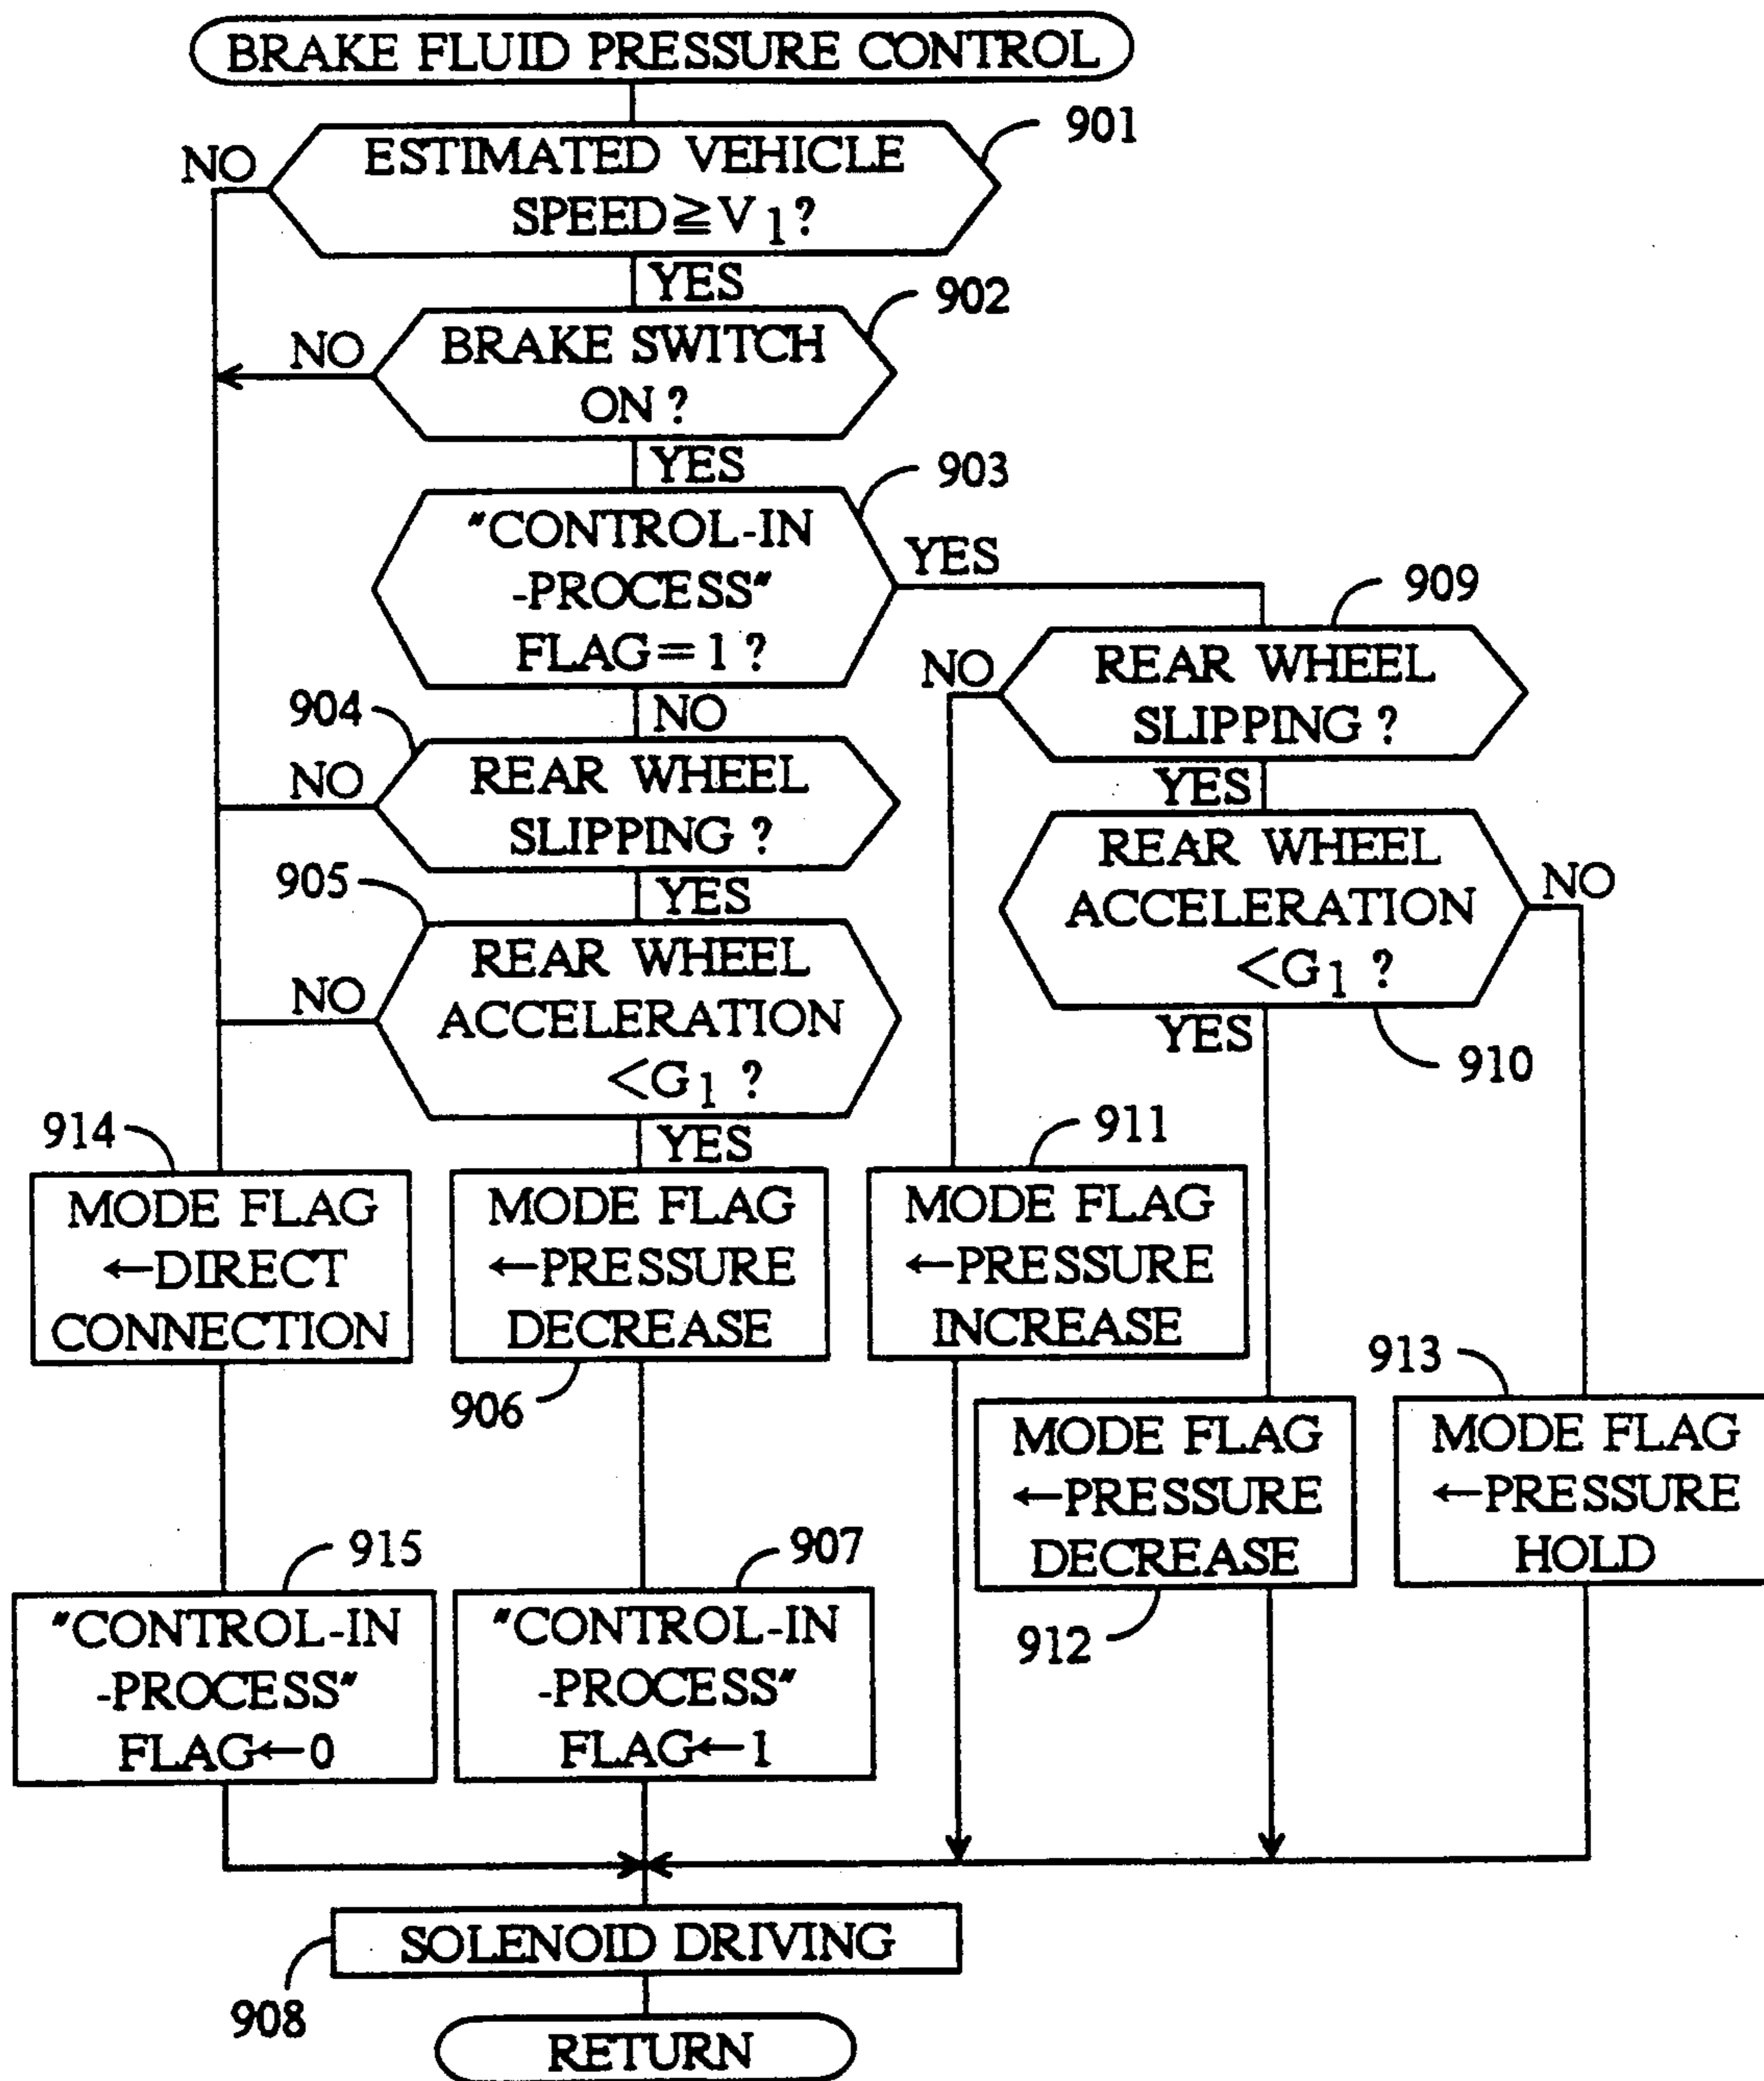 BRAKE FLUID PRESSURE CONTROL
901
NO
ESTIMATED VEHICLE
SPEED≧V1?
YES
902
NO
BRAKE SWITCH
ON?
YES
903
"CONTROL-IN
-PROCESS"
FLAG=1?
YES
909
NO
REAR WHEEL
SLIPPING?
YES
NO
904
NO
REAR WHEEL
SLIPPING?
YES
905
NO
REAR WHEEL
ACCELERATION
<G1 ?
YES
REAR WHEEL
ACCELERATION
<G1 ?
NO
YES
910
914
MODE FLAG
←DIRECT
CONNECTION
MODE FLAG
←PRESSURE
DECREASE
906
911
MODE FLAG
←PRESSURE
INCREASE
MODE FLAG
←PRESSURE
DECREASE
912
913
MODE FLAG
←PRESSURE
HOLD
915
"CONTROL-IN
-PROCESS"
FLAG←0
907
"CONTROL-IN
-PROCESS"
FLAG←1
SOLENOID DRIVING
908
RETURN